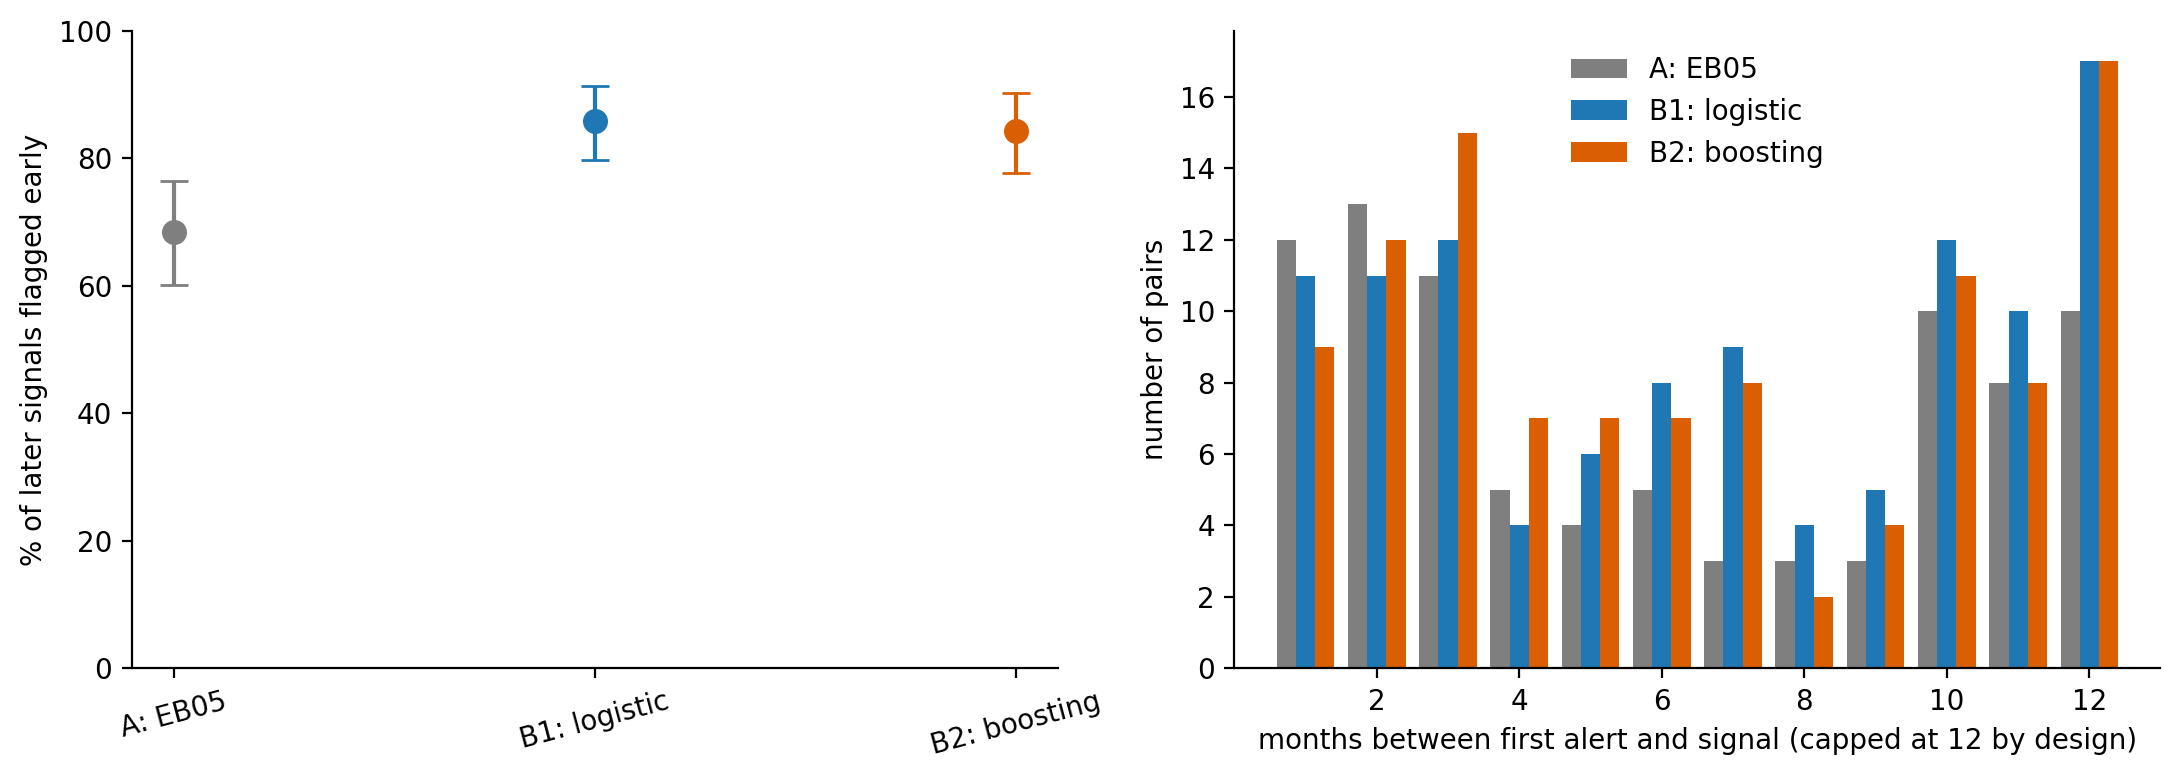 % of later signals flagged early
100
80
60
40
20
0
A: EB05
B1: logistic
B2: boosting
number of pairs
16
14
12
10
8
6
4
2
0
A: EB05
B1: logistic
B2: boosting
2 4 6 8 10 12
months between first alert and signal (capped at 12 by design)